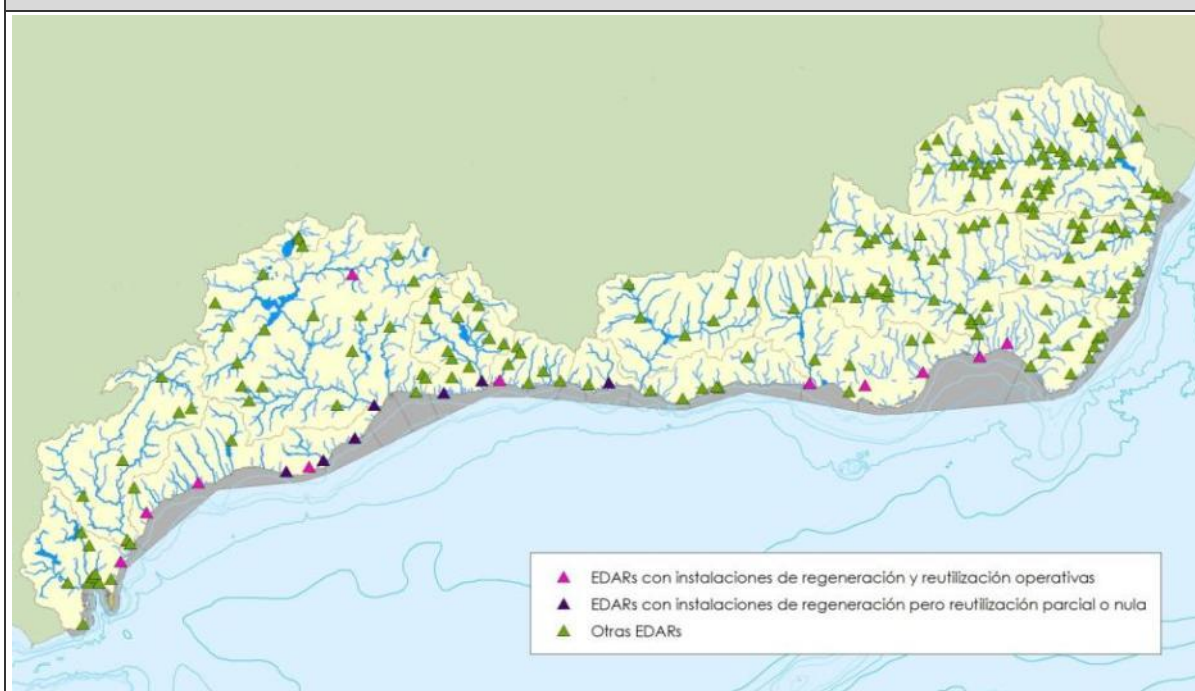 EDARs con instalaciones de regeneración y reutilización operativas
EDARs con instalaciones de regeneración pero reutilización parcial o nula
Otras EDARs